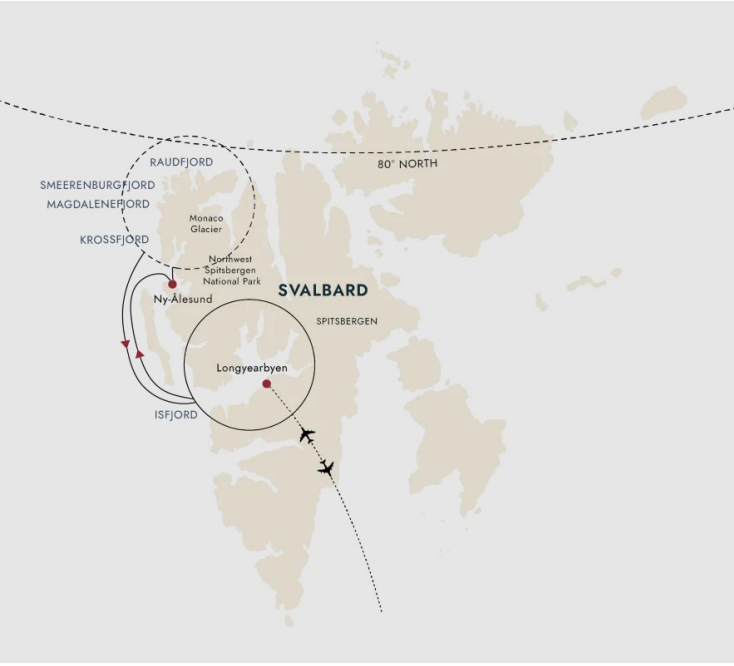 80° NORTH
RAUDFJORD
SMEERENBURGFJORD
MAGDALENEFJORD
Monaco
Glacier
KROSSFJORD
Northwest
Spitsbergen
National Park
SVALBARD
Ny-Ålesund
SPITSBERGEN
Longyearbyen
ISFJORD